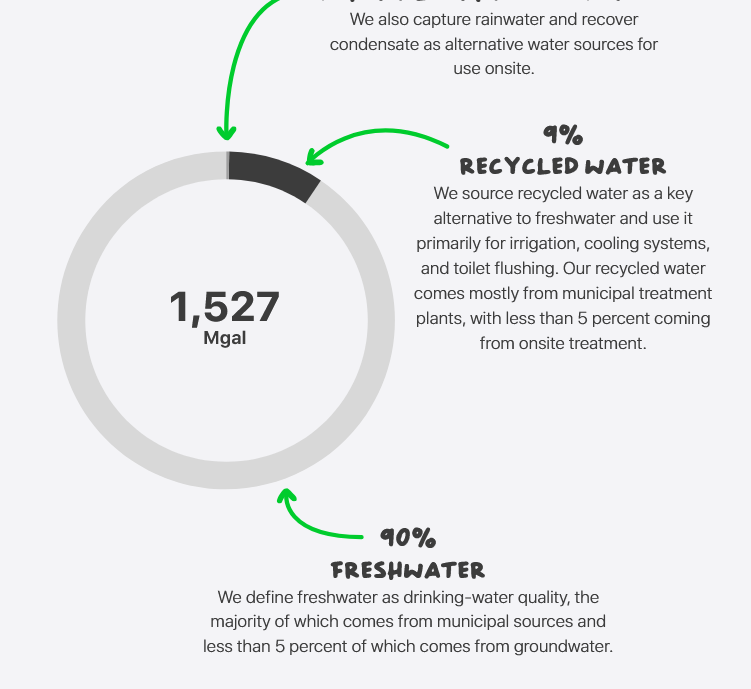 We also capture rainwater and recover
condensate as alternative water sources for
use onsite.
9%
RECYCLED WATER
We source recycled water as a key
alternative to freshwater and use it
primarily for irrigation, cooling systems,
and toilet flushing. Our recycled water
comes mostly from municipal treatment
plants, with less than 5 percent coming
from onsite treatment.
1,527
Mgal
90%
FRESHWATER
We define freshwater as drinking-water quality, the
majority of which comes from municipal sources and
less than 5 percent of which comes from groundwater.